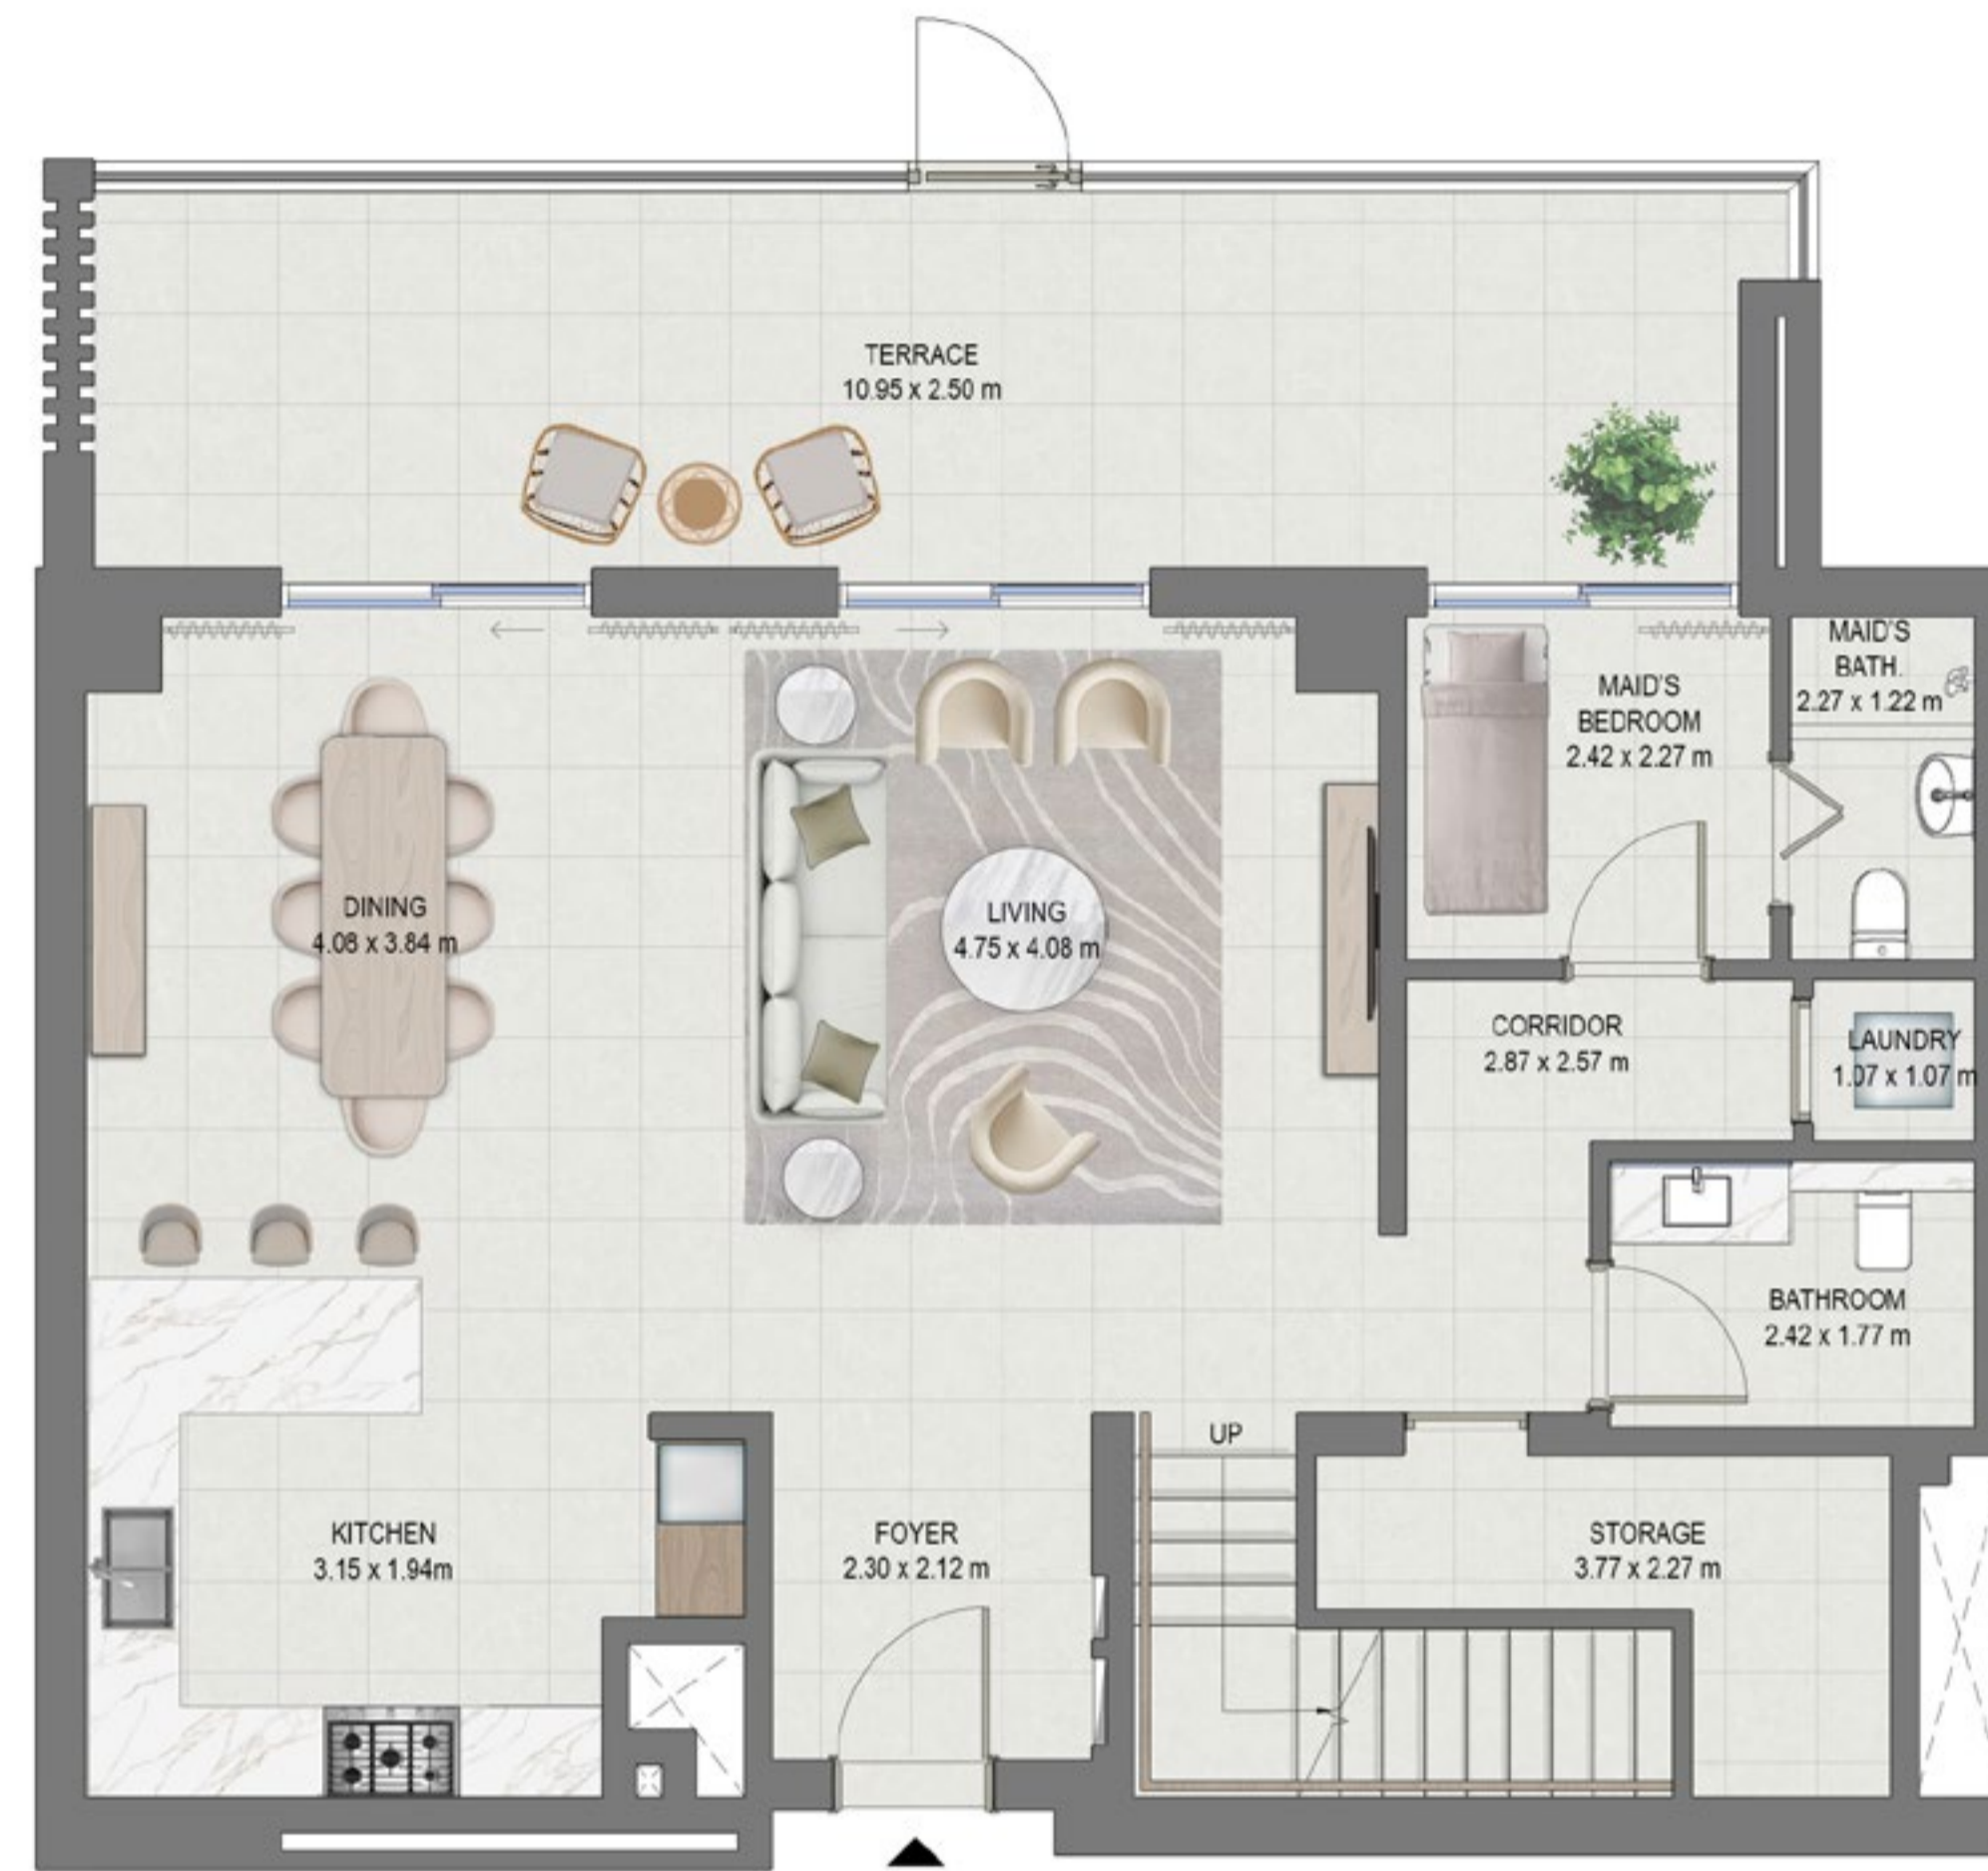 TERRACE
10.95 x 2.50 m
MAID'S
BATH.
2.27 x 1.22 m
MAID'S
BEDROOM
2.42 x 2.27 m
DINING
4.08 x 3.84 m
LIVING
4.75 x 4.08 m
CORRIDOR
2.87 x 2.57 m
LAUNDRY
1.07 x 1.07 m
BATHROOM
2.42 x 1.77 m
UP
KITCHEN
3.15 x 1.94m
FOYER
2.30 x 2.12 m
STORAGE
3.77 x 2.27 m